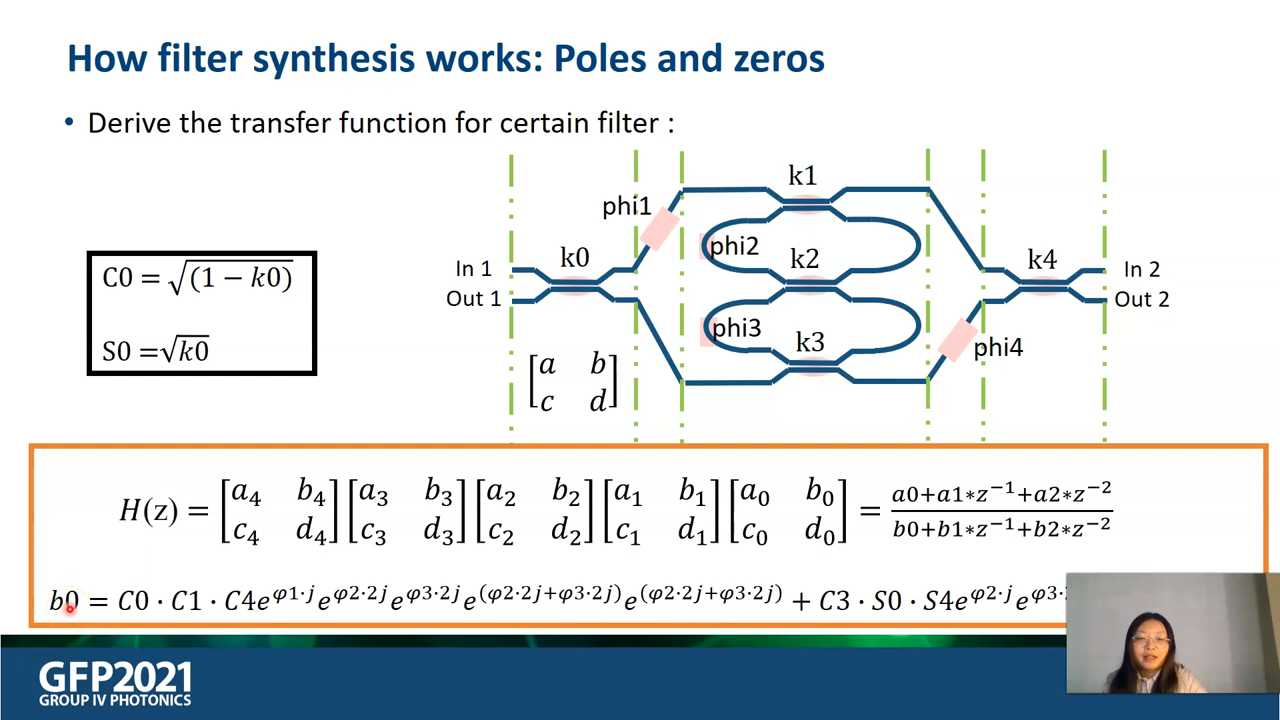 How filter synthesis works: Poles and zeros
• Derive the transfer function for certain filter :
k1
phi1
phi2
k0
k2
k4
In 1
In 2
Out 1
Out 2
phi3
k3
phi4
C0 = √(1 − k0)
S0 =√k0
[a b
c d]
H(z) = [a₄ b₄ c₄ d₄] [a₃ b₃ c₃ d₃] [a₂ b₂ c₂ d₂] [a₁ b₁ c₁ d₁] [a₀ b₀ c₀ d₀] = (a0+a1∗z⁻¹+a2∗z⁻²)/(b0+b1∗z⁻¹+b2∗z⁻²)
b0 = C0 · C1 · C4e^{φ1·j}e^{φ2·2j}e^{φ3·2j}e^{(φ2·2j+φ3·2j)}e^{(φ2·2j+φ3·2j)} + C3 · S0 · S4e^{φ2·j}e^{φ3·
GFP2021
GROUP IV PHOTONICS